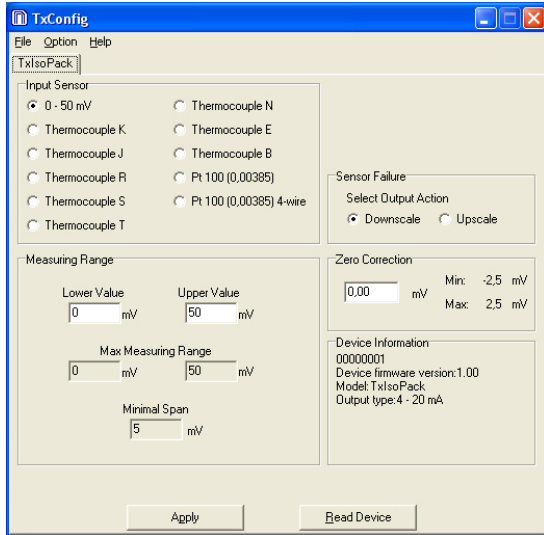 TxConfig
File Option Help
TxIsoPack
Input Sensor
0 - 50 mV
Thermocouple K
Thermocouple J
Thermocouple R
Thermocouple S
Thermocouple T
Thermocouple N
Thermocouple E
Thermocouple B
Pt 100 (0,00385)
Pt 100 (0,00385) 4-wire
Sensor Failure
Select Output Action
Downscale Upscale
Measuring Range
Lower Value Upper Value
0 mV 50 mV
Max Measuring Range
0 mV 50 mV
Minimal Span
5 mV
Zero Correction
0,00 mV
Min: -2,5 mV
Max: 2,5 mV
Device Information
00000001
Device firmware version:1.00
Model:TxIsoPack
Output type:4 - 20 mA
Apply Read Device